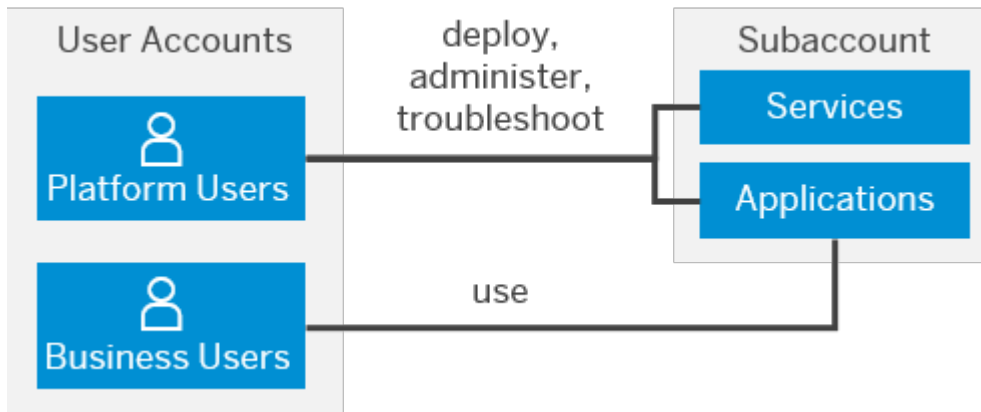 User Accounts
Platform Users
Business Users
deploy,
administer,
troubleshoot
use
Subaccount
Services
Applications